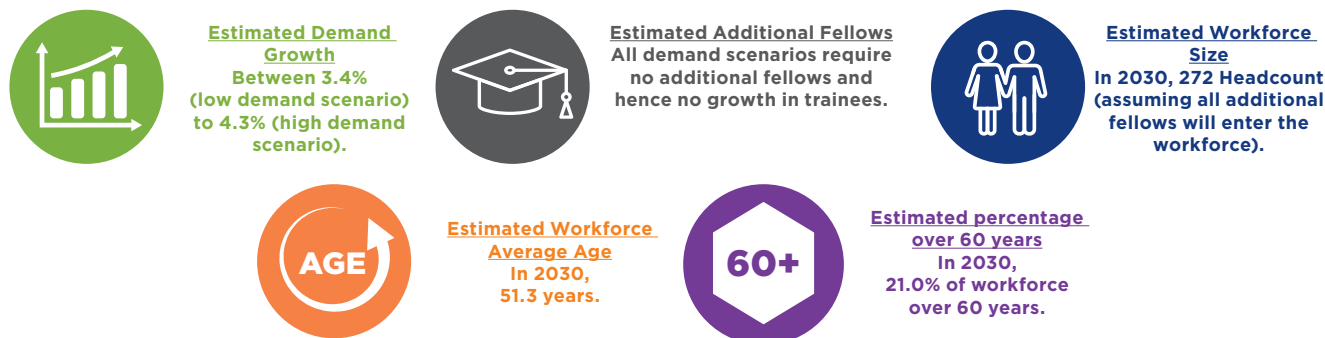 Estimated Demand
Growth
Between 3.4%
(low demand scenario)
to 4.3% (high demand
scenario).
Estimated Additional Fellows
All demand scenarios require
no additional fellows and
hence no growth in trainees.
Estimated Workforce
Size
In 2030, 272 Headcount
(assuming all additional
fellows will enter the
workforce).
AGE
Estimated Workforce
Average Age
In 2030,
51.3 years.
60+
Estimated percentage
over 60 years
In 2030,
21.0% of workforce
over 60 years.